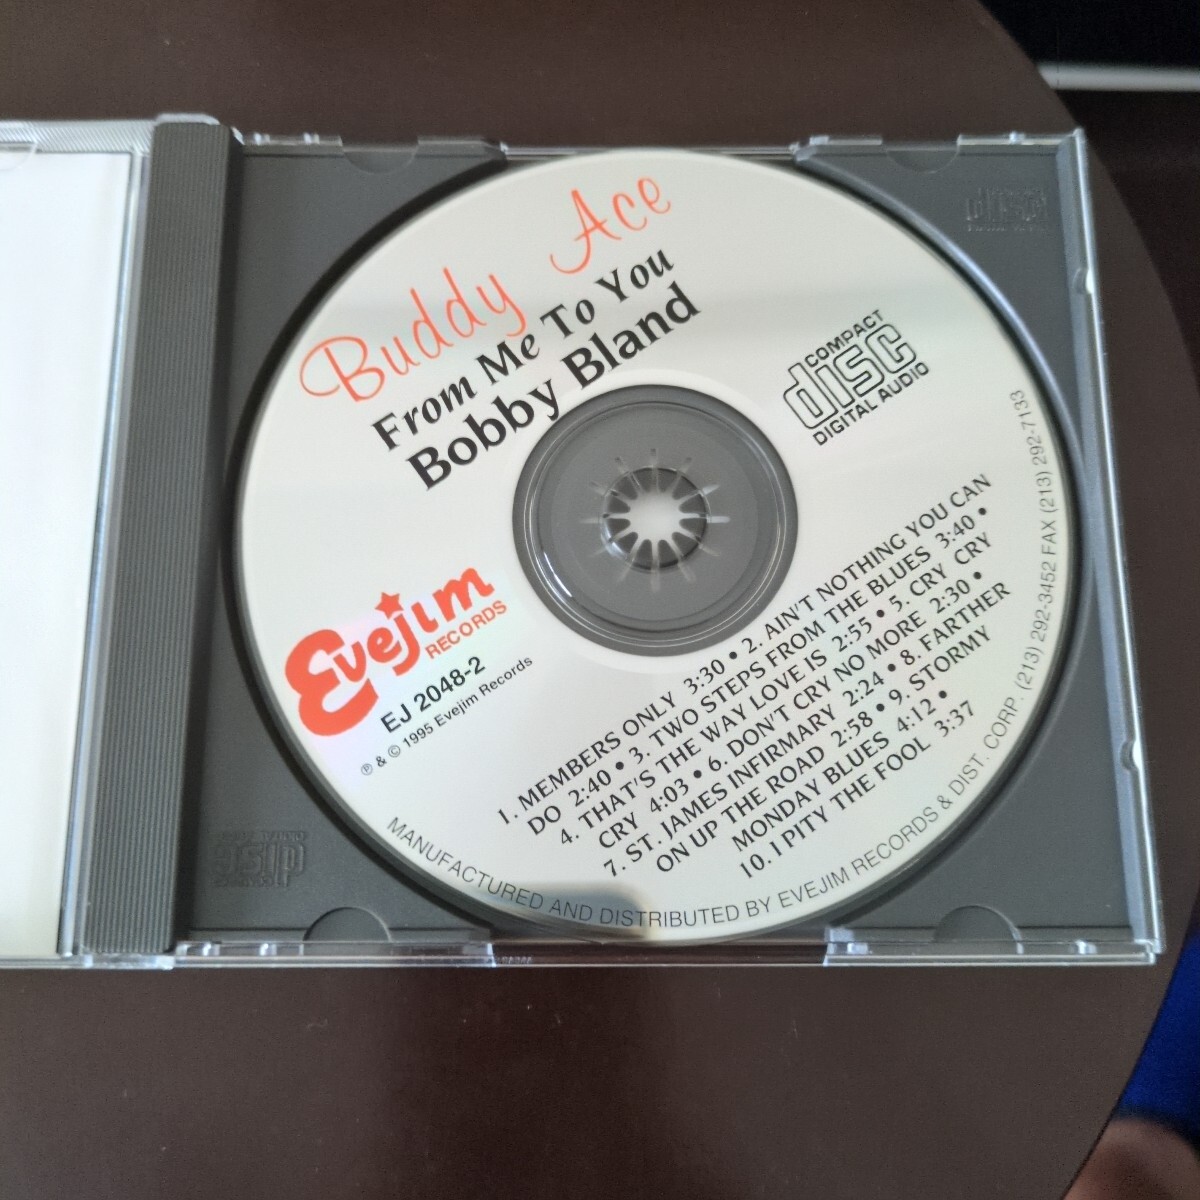 Buddy Ace
From Me To You
Bobby Bland
COMPACT
disc
DIGITAL AUDIO
Evejim
RECORDS
EJ 2048-2
℗ & © 1995 Evejim Records
1. MEMBERS ONLY 3:30 • 2. AIN'T NOTHING YOU CAN
DO 2:40 • 3. TWO STEPS FROM THE BLUES 3:40 •
4. THAT'S THE WAY LOVE IS 2:55 • 5. CRY CRY
CRY 4:03 • 6. DON'T CRY NO MORE 2:30 •
7. ST. JAMES INFIRMARY 2:24 • 8. FARTHER
ON UP THE ROAD 2:58 • 9. STORMY
MONDAY BLUES 4:12 •
10. I PITY THE FOOL 3:37
MANUFACTURED AND DISTRIBUTED BY EVEJIM RECORDS & DIST. CORP. (213) 292-3452 FAX (213) 292-7133
disc
disc